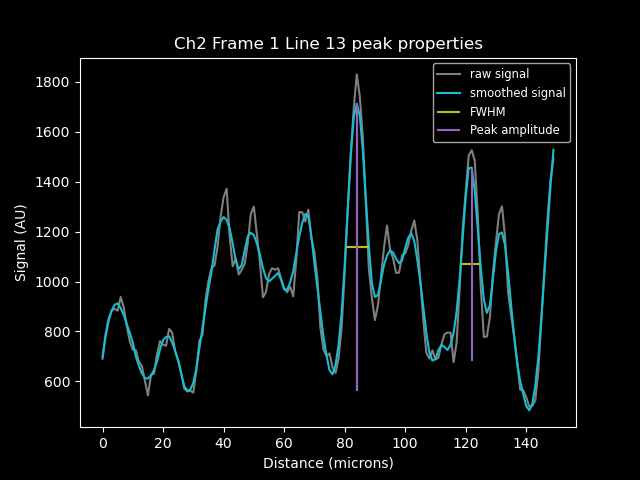 Ch2 Frame 1 Line 13 peak properties
raw signal
smoothed signal
FWHM
Peak amplitude
Signal (AU)
1800
1600
1400
1200
1000
800
600
0 20 40 60 80 100 120 140
Distance (microns)